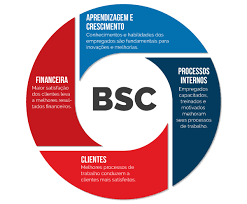 APRENDIZAGEM E
CRESCIMENTO
Conhecimentos e habilidades dos
empregados são fundamentais para
inovações e melhorias.
FINANCEIRA
Maior satisfação
dos clientes leva
a melhores resul-
tados financeiros.
PROCESSOS
INTERNOS
Empregados
capacitados,
treinados e
motivados
melhoram
seus processos
de trabalho.
BSC
CLIENTES
Melhores processos de
trabalho conduzem a
clientes mais satisfeitos.